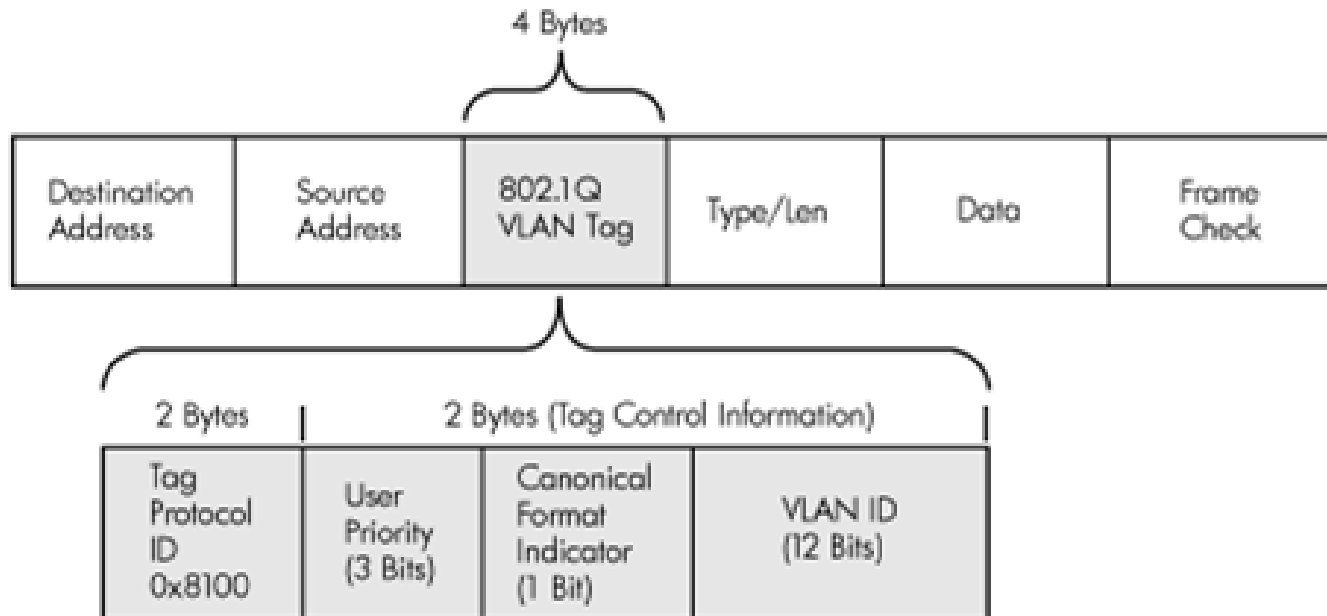 4 Bytes
Destination
Address
Source
Address
802.1Q
VLAN Tag
Type/Len
Data
Frame
Check
2 Bytes
2 Bytes (Tag Control Information)
Tag
Protocol
ID
0x8100
User
Priority
(3 Bits)
Canonical
Format
Indicator
(1 Bit)
VLAN ID
(12 Bits)